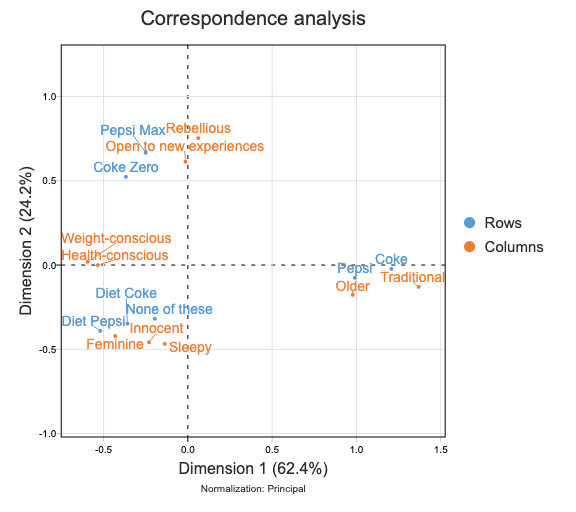 Correspondence analysis
Dimension 2 (24.2%)
1.0
0.5
0.0
-0.5
-1.0
Pepsi Max
Rebellious
Open to new experiences
Coke Zero
Weight-conscious
Health-conscious
Coke
Pepsi
Traditional
Older
Diet Coke
None of these
Diet Pepsi
Innocent
Feminine
Sleepy
Rows
Columns
-0.5
0.0
0.5
1.0
1.5
Dimension 1 (62.4%)
Normalization: Principal